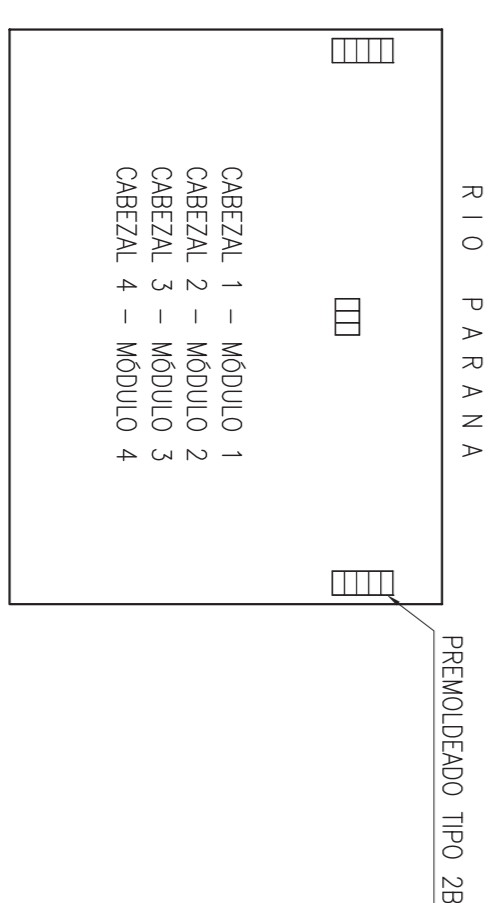 RIO PARANA
CABEZAL 1 – MÓDULO 1
CABEZAL 2 – MÓDULO 2
CABEZAL 3 – MÓDULO 3
CABEZAL 4 – MÓDULO 4
PREMOLDEADO TIPO 2B